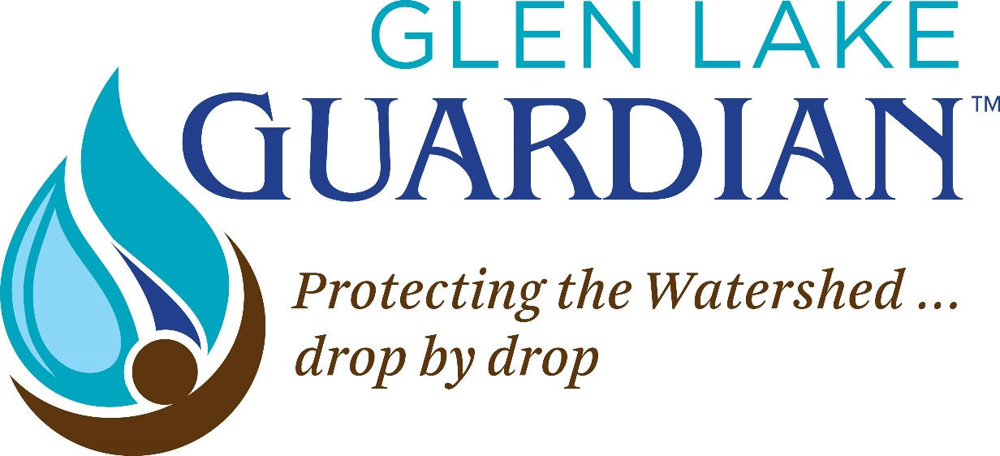 GLEN LAKE
GUARDIAN™
Protecting the Watershed ...
drop by drop